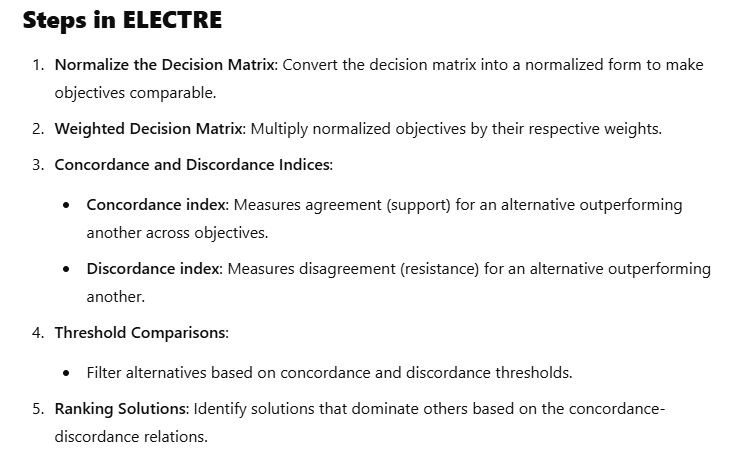 Steps in ELECTRE
1. Normalize the Decision Matrix: Convert the decision matrix into a normalized form to make
objectives comparable.
2. Weighted Decision Matrix: Multiply normalized objectives by their respective weights.
3. Concordance and Discordance Indices:
• Concordance index: Measures agreement (support) for an alternative outperforming
another across objectives.
• Discordance index: Measures disagreement (resistance) for an alternative outperforming
another.
4. Threshold Comparisons:
• Filter alternatives based on concordance and discordance thresholds.
5. Ranking Solutions: Identify solutions that dominate others based on the concordance-
discordance relations.